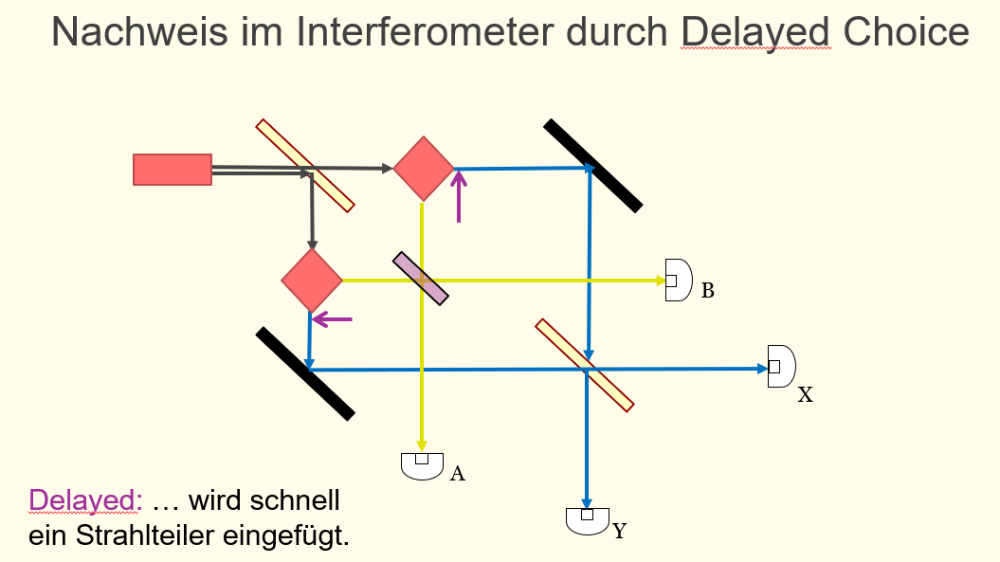 Nachweis im Interferometer durch Delayed Choice
B
X
A
Y
Delayed: … wird schnell
ein Strahlteiler eingefügt.